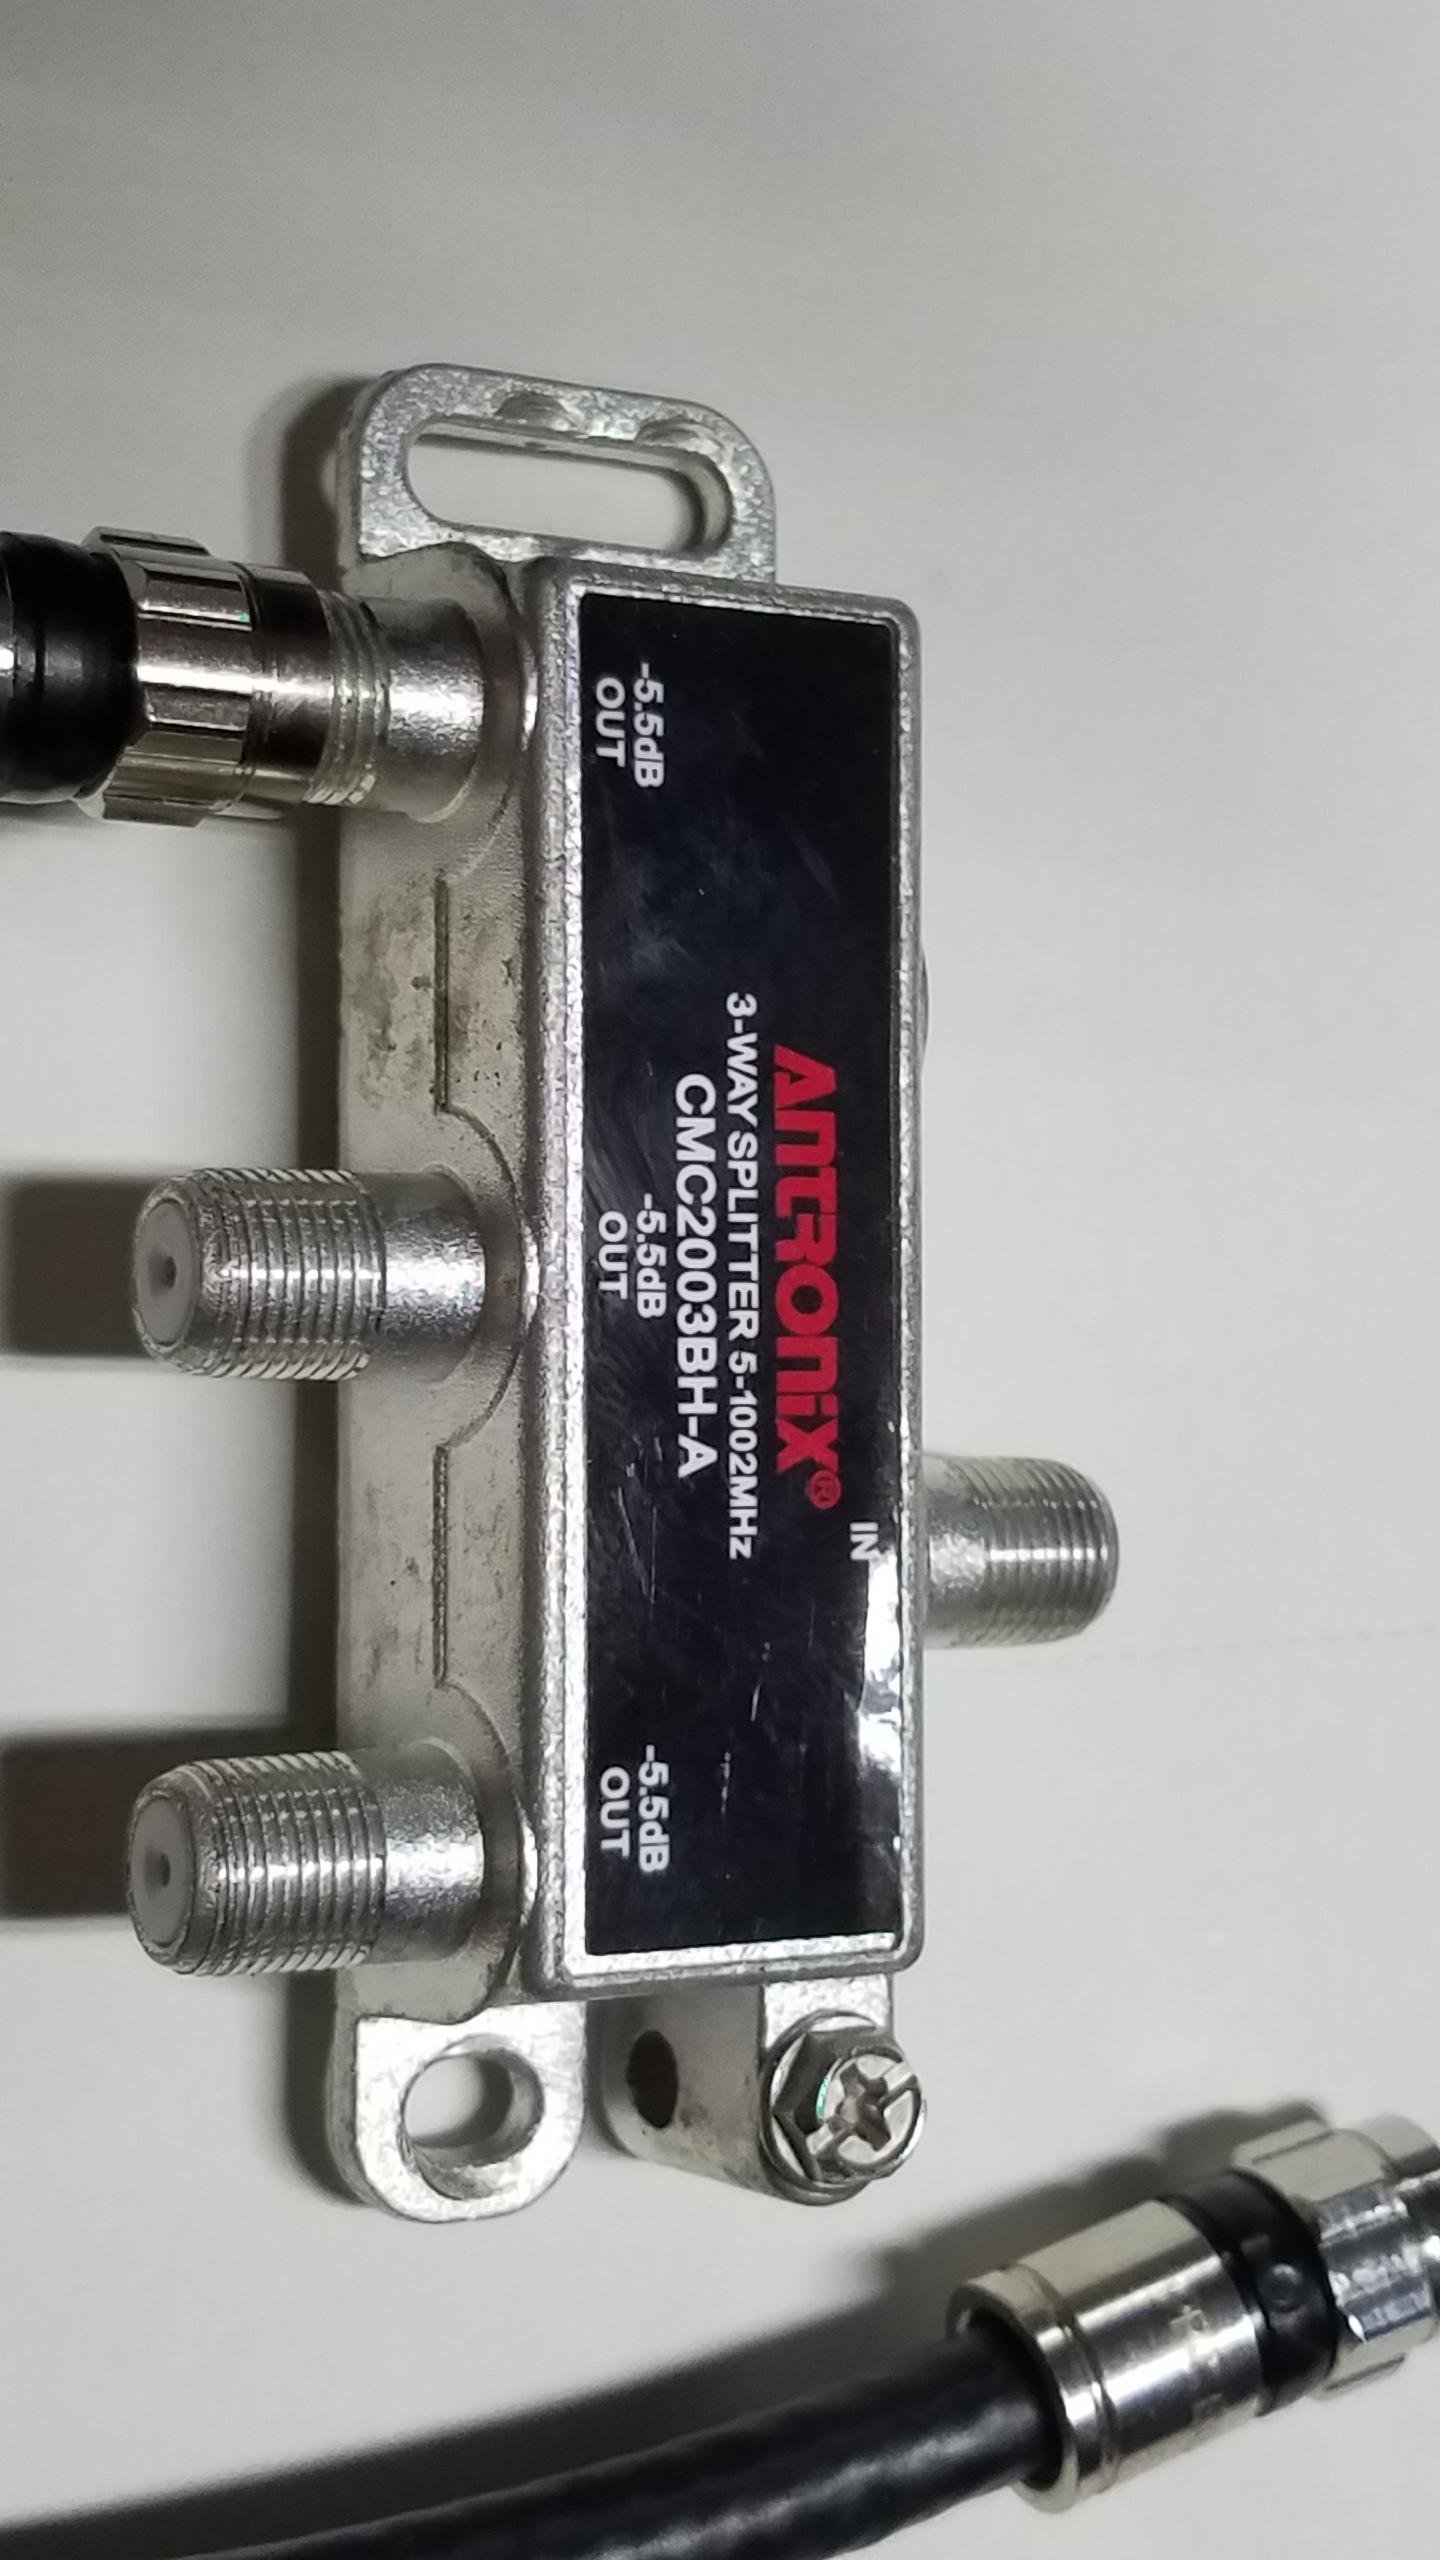 IN
ANTRONIX®
3-WAY SPLITTER 5-1002MHz
CMC2003BH-A
-5.5dB
OUT
-5.5dB
OUT
-5.5dB
OUT